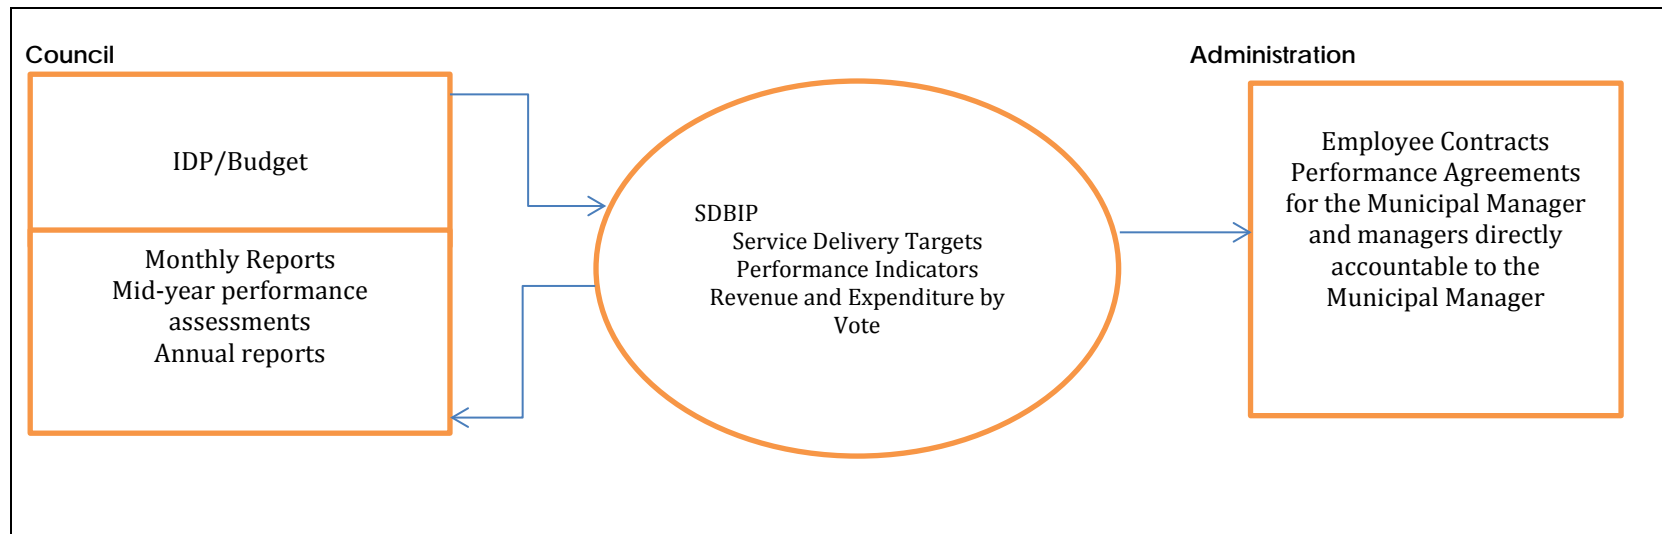 Council
Administration
IDP/Budget
Monthly Reports
Mid-year performance
assessments
Annual reports
SDBIP
Service Delivery Targets
Performance Indicators
Revenue and Expenditure by
Vote
Employee Contracts
Performance Agreements
for the Municipal Manager
and managers directly
accountable to the
Municipal Manager